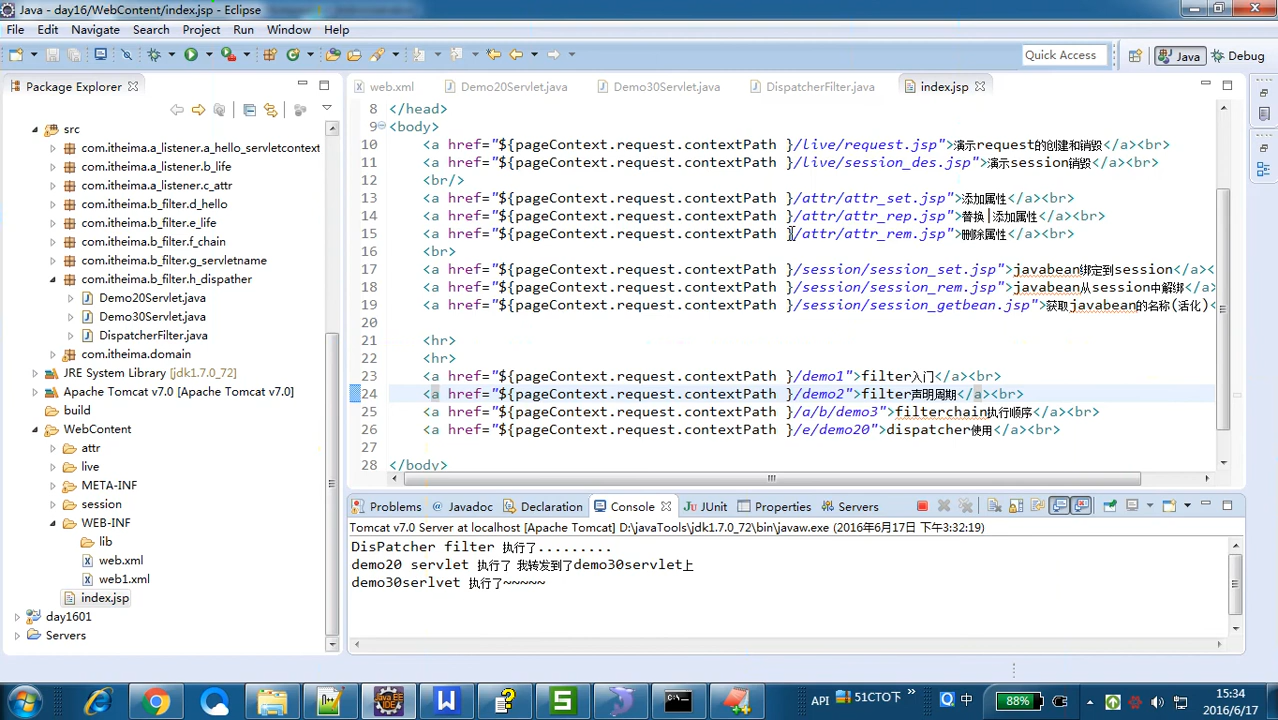 Java - day16/WebContent/index.jsp - Eclipse
File Edit Navigate Search Project Run Window Help
Quick Access
Java
Debug
Package Explorer
src
com.itheima.a_listener.a_hello_servletcontext
com.itheima.a_listener.b_life
com.itheima.a_listener.c_attr
com.itheima.b_filter.d_hello
com.itheima.b_filter.e_life
com.itheima.b_filter.f_chain
com.itheima.b_filter.g_servletname
com.itheima.b_filter.h_dispather
Demo20Servlet.java
Demo30Servlet.java
DispatcherFilter.java
com.itheima.domain
JRE System Library [jdk1.7.0_72]
Apache Tomcat v7.0 [Apache Tomcat v7.0]
build
WebContent
attr
live
META-INF
session
WEB-INF
lib
web.xml
web1.xml
index.jsp
day1601
Servers
web.xml Demo20Servlet.java Demo30Servlet.java DispatcherFilter.java index.jsp
8 </head>
9 <body>
10 <a href="${pageContext.request.contextPath }/live/request.jsp">演示request的创建和销毁</a><br>
11 <a href="${pageContext.request.contextPath }/live/session_des.jsp">演示session销毁</a><br>
12 <br/>
13 <a href="${pageContext.request.contextPath }/attr/attr_set.jsp">添加属性</a><br>
14 <a href="${pageContext.request.contextPath }/attr/attr_rep.jsp">替换|添加属性</a><br>
15 <a href="${pageContext.request.contextPath }/attr/attr_rem.jsp">删除属性</a><br>
16 <br>
17 <a href="${pageContext.request.contextPath }/session/session_set.jsp">javabean绑定到session</a><
18 <a href="${pageContext.request.contextPath }/session/session_rem.jsp">javabean从session中解绑</a>
19 <a href="${pageContext.request.contextPath }/session/session_getbean.jsp">获取javabean的名称(活化)<
20
21 <hr>
22 <hr>
23 <a href="${pageContext.request.contextPath }/demo1">filter入门</a><br>
24 <a href="${pageContext.request.contextPath }/demo2">filter声明周期</a><br>
25 <a href="${pageContext.request.contextPath }/a/b/demo3">filterchain执行顺序</a><br>
26 <a href="${pageContext.request.contextPath }/e/demo20">dispatcher使用</a><br>
27
28 </body>
Problems Javadoc Declaration Console JUnit Properties Servers
Tomcat v7.0 Server at localhost [Apache Tomcat] D:\javaTools\jdk1.7.0_72\bin\javaw.exe (2016年6月17日 下午3:32:19)
DisPatcher filter 执行了.........
demo20 servlet 执行了 我转发到了demo30servlet上
demo30serlvet 执行了~~~~~
API 51CTO下 » 中 88%
15:34
2016/6/17